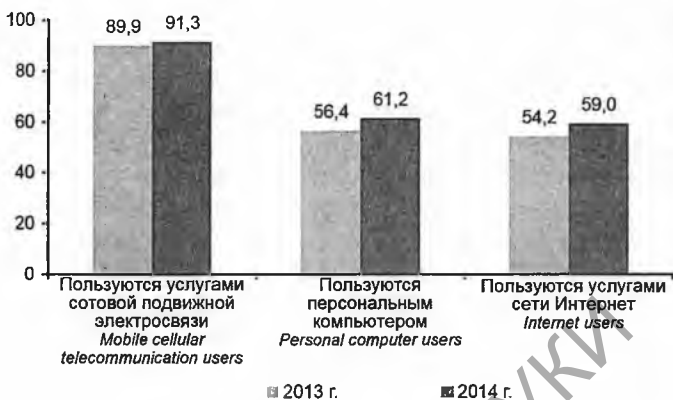 100
80
60
40
20
0
89,9
91,3
56,4
61,2
54,2
59,0
Пользуются услугами
сотовой подвижной
электросвязи
Mobile cellular
telecommunication users
Пользуются
персональным
компьютером
Personal computer users
Пользуются услугами
сети Интернет
Internet users
2013 г.
2014 г.